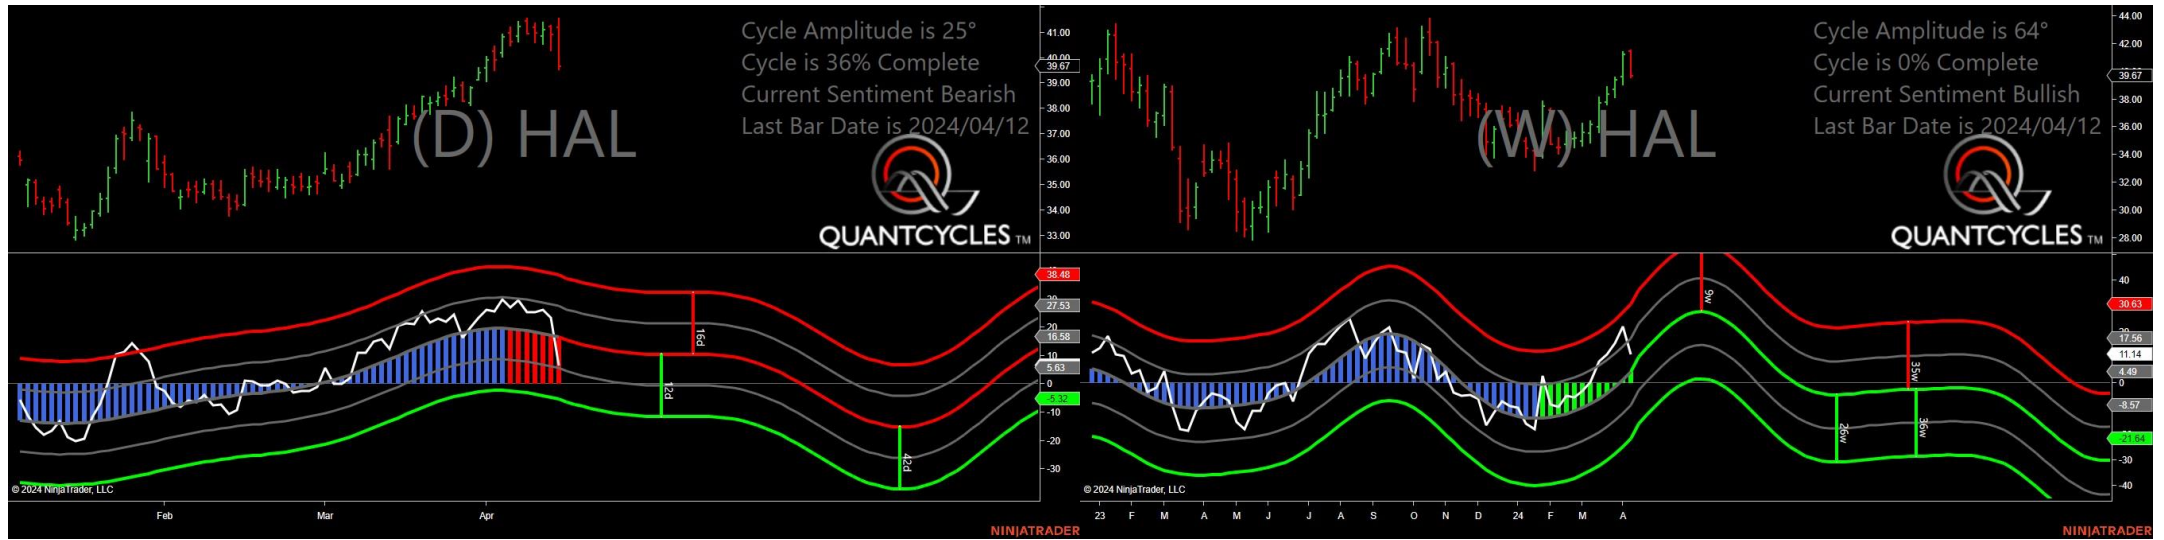 Cycle Amplitude is 25°
Cycle is 36% Complete
Current Sentiment Bearish
Last Bar Date is 2024/04/12
(D) HAL
QUANTCYCLES TM
41.00
40.00
39.67
39.00
38.00
37.00
36.00
35.00
34.00
33.00
38.48
27.53
20
16.58
10
5.63
0
-5.32
-10
-20
-30
16d
12d
42d
© 2024 NinjaTrader, LLC
Feb
Mar
Apr
NINJATRADER
Cycle Amplitude is 64°
Cycle is 0% Complete
Current Sentiment Bullish
Last Bar Date is 2024/04/12
(W) HAL
QUANTCYCLES TM
44.00
42.00
39.67
38.00
36.00
34.00
32.00
30.00
28.00
40
30.63
17.56
11.14
4.49
0
-8.57
-21.64
-30
-40
9w
35w
26w
36w
© 2024 NinjaTrader, LLC
23 F M A M J J A S O N D 24 F M A
NINJATRADER